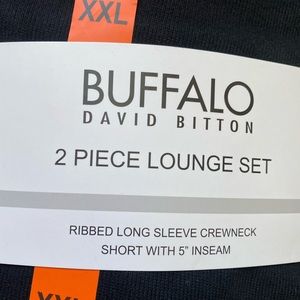 XXL
BUFFALO
DAVID BITTON
2 PIECE LOUNGE SET
RIBBED LONG SLEEVE CREWNECK
SHORT WITH 5" INSEAM
XXL